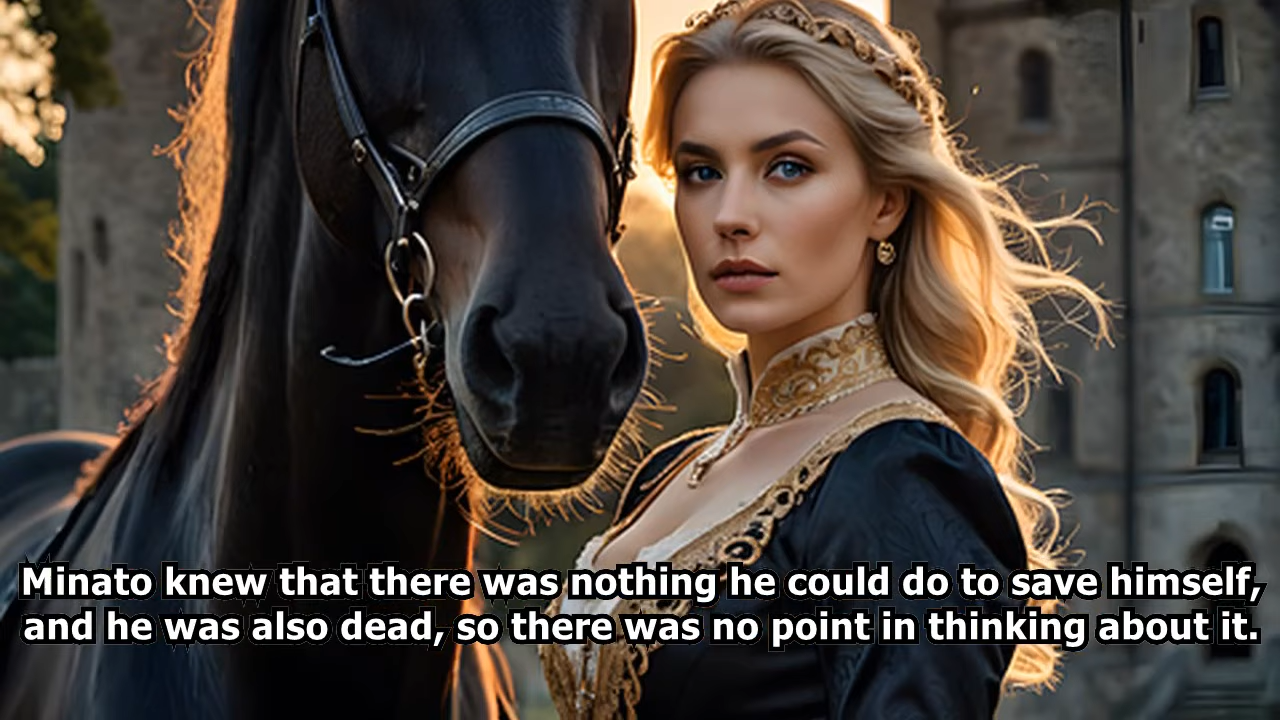 Minato knew that there was nothing he could do to save himself,
and he was also dead, so there was no point in thinking about it.